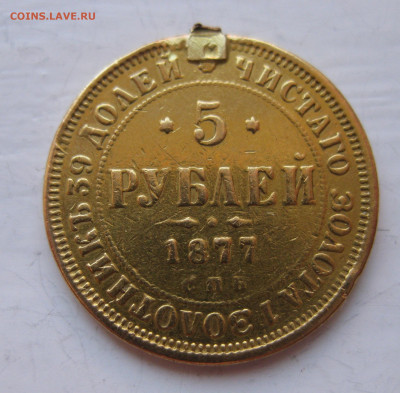 COINS.LAVE.RU
* 5 *
РУБЛЕЙ
1877
СПБ
ЧИСТАГО ЗОЛОТА 1 ЗОЛОТНИКЪ 39 ДОЛЕЙ